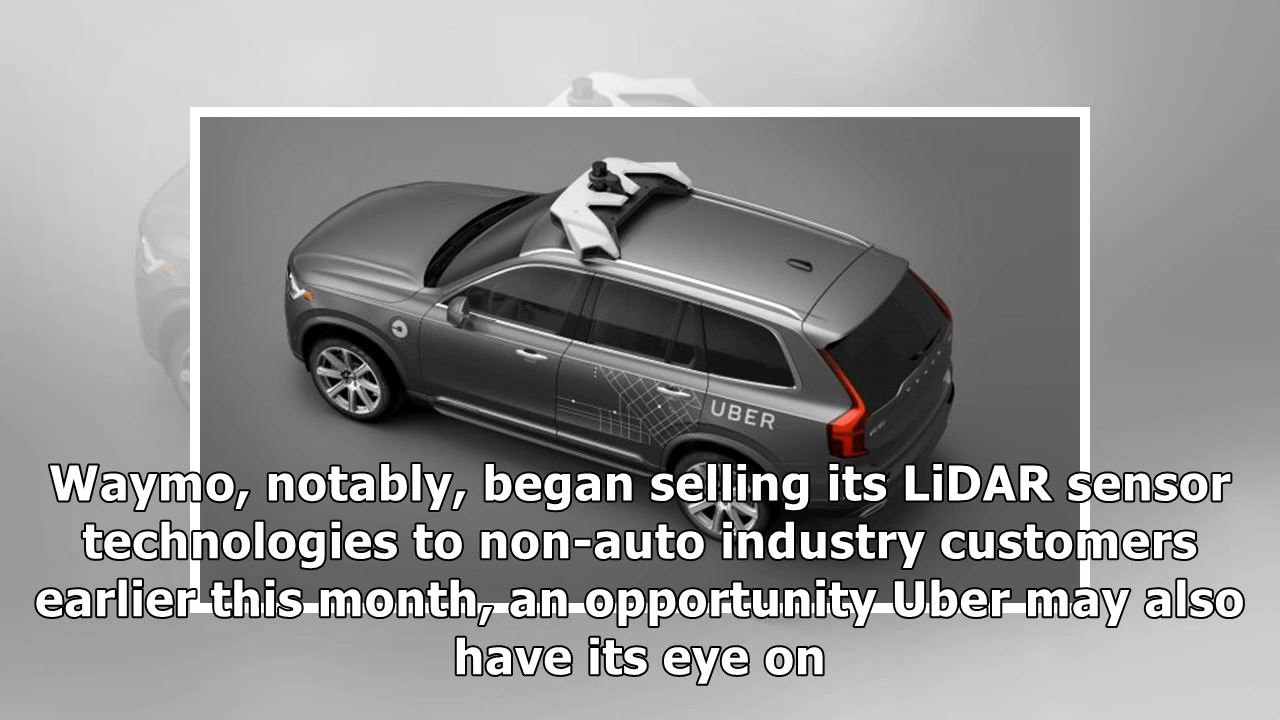 UBER
Waymo, notably, began selling its LiDAR sensor
technologies to non-auto industry customers
earlier this month, an opportunity Uber may also
have its eye on